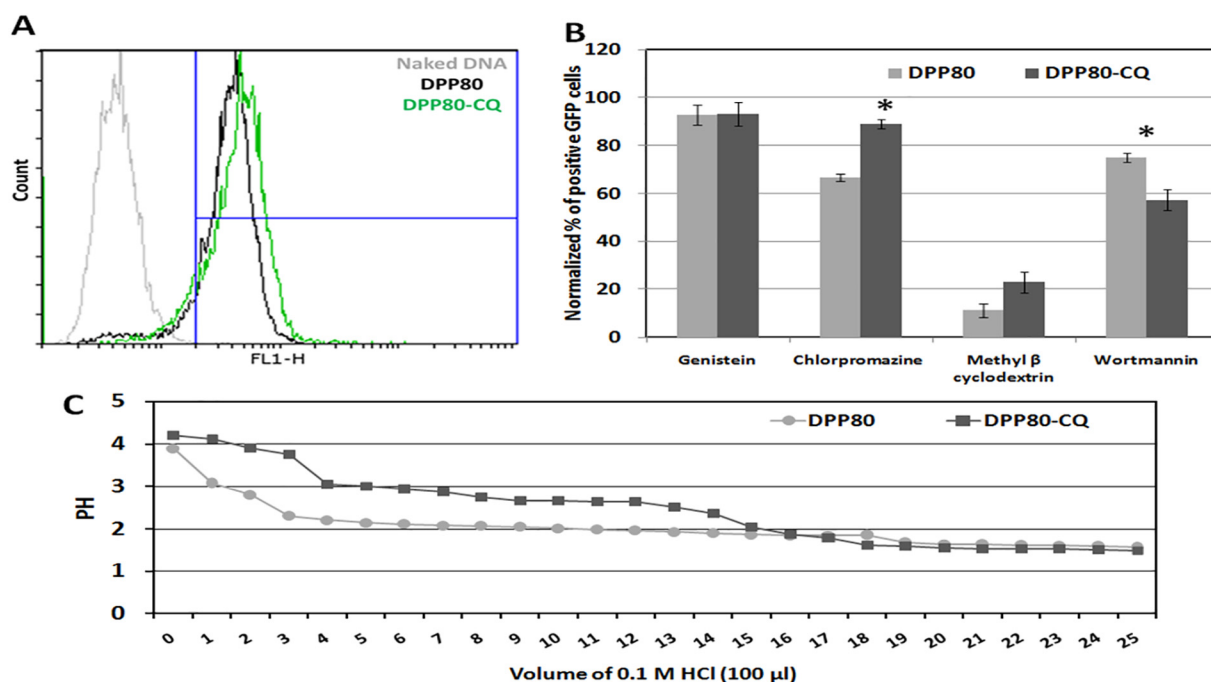 A
Naked DNA
DPP80
DPP80-CQ
Count
FL1-H
B
120
100
80
60
40
20
0
Normalized % of positive GFP cells
DPP80 DPP80-CQ
*
*
Genistein Chlorpromazine Methyl β Wortmannin
cyclodextrin
C
5
4
3
2
1
0
PH
DPP80 DPP80-CQ
0 1 2 3 4 5 6 7 8 9 10 11 12 13 14 15 16 17 18 19 20 21 22 23 24 25
Volume of 0.1 M HCl (100 µl)